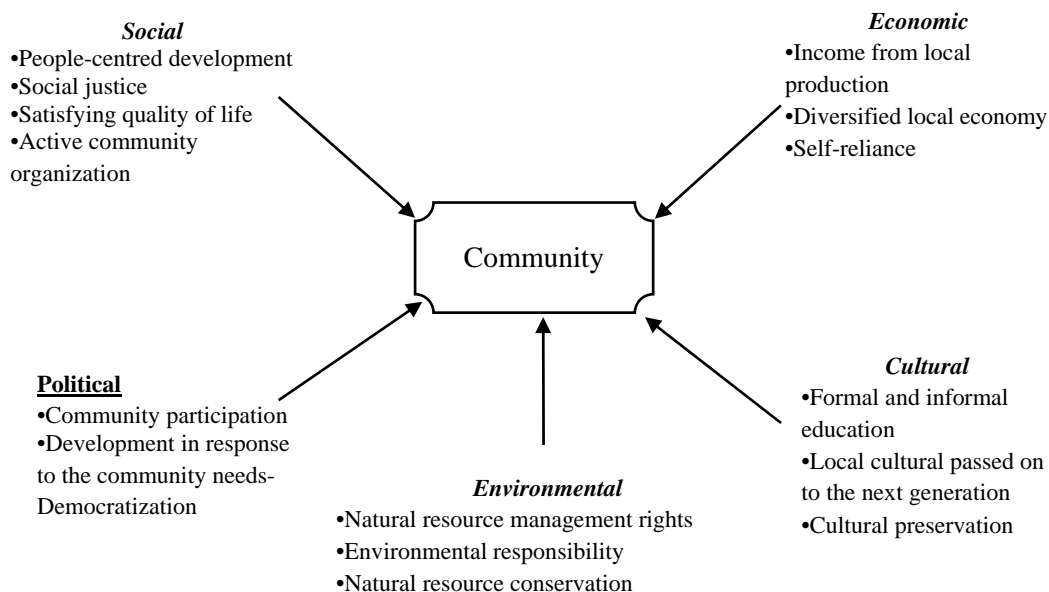 Social
•People-centred development
•Social justice
•Satisfying quality of life
•Active community
organization
Economic
•Income from local
production
•Diversified local economy
•Self-reliance
Community
Political
•Community participation
•Development in response
to the community needs-
Democratization
Environmental
•Natural resource management rights
•Environmental responsibility
•Natural resource conservation
Cultural
•Formal and informal
education
•Local cultural passed on
to the next generation
•Cultural preservation